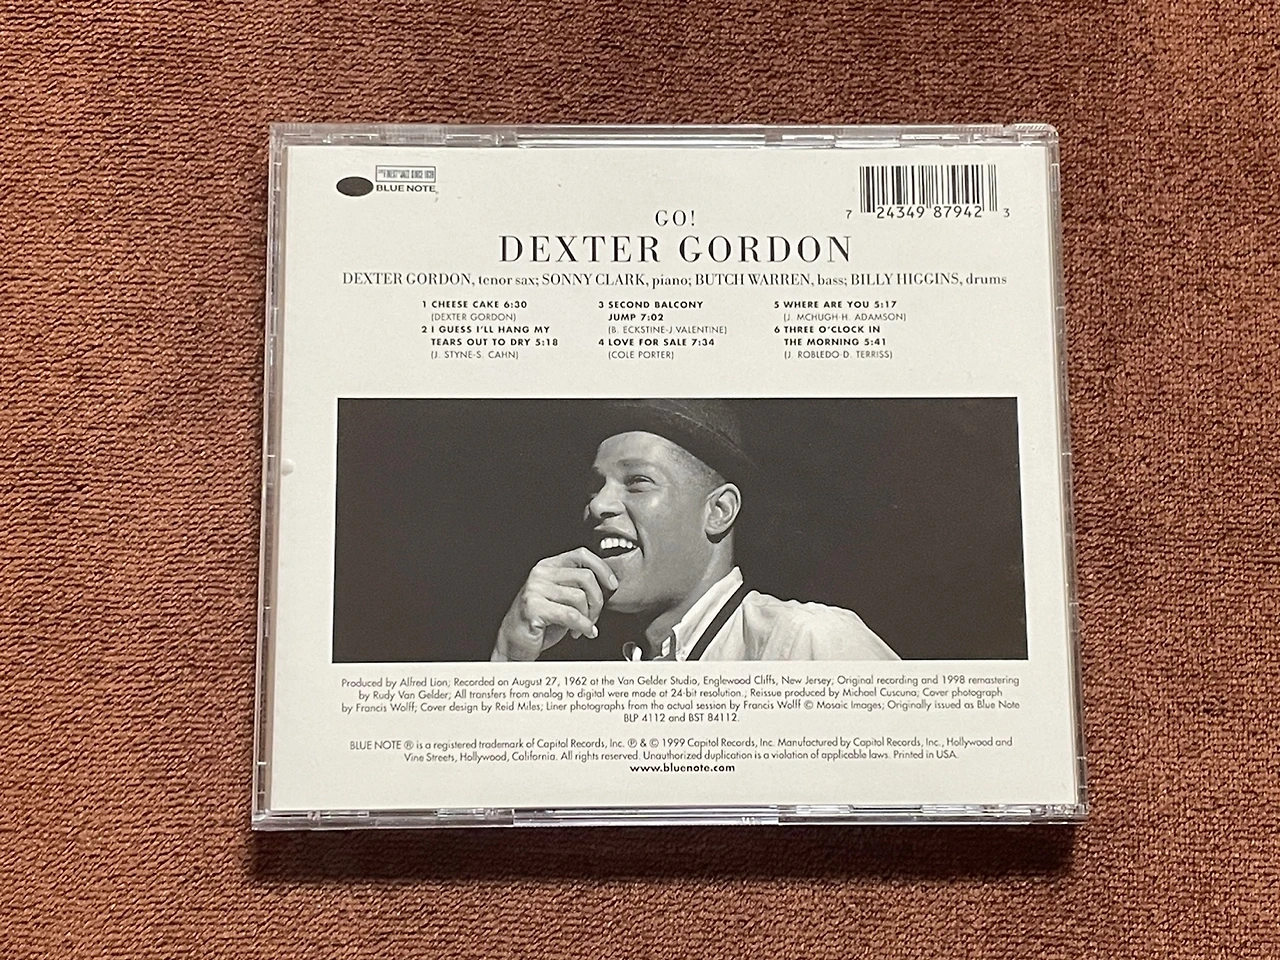 THE FINEST IN JAZZ SINCE 1939
BLUE NOTE
7 24349 87942 3
GO!
DEXTER GORDON
DEXTER GORDON, tenor sax; SONNY CLARK, piano; BUTCH WARREN, bass; BILLY HIGGINS, drums
1 CHEESE CAKE 6:30
(DEXTER GORDON)
2 I GUESS I'LL HANG MY
TEARS OUT TO DRY 5:18
(J. STYNE-S. CAHN)
3 SECOND BALCONY
JUMP 7:02
(B. ECKSTINE-J.VALENTINE)
4 LOVE FOR SALE 7:34
(COLE PORTER)
5 WHERE ARE YOU 5:17
(J. MCHUGH-H. ADAMSON)
6 THREE O'CLOCK IN
THE MORNING 5:41
(J. ROBLEDO-D. TERRISS)
Produced by Alfred Lion; Recorded on August 27, 1962 at the Van Gelder Studio, Englewood Cliffs, New Jersey; Original recording and 1998 remastering
by Rudy Van Gelder; All transfers from analog to digital were made at 24-bit resolution.; Reissue produced by Michael Cuscuna; Cover photograph
by Francis Wolff; Cover design by Reid Miles; Liner photographs from the actual session by Francis Wolff © Mosaic Images; Originally issued as Blue Note
BLP 4112 and BST 84112.
BLUE NOTE ® is a registered trademark of Capitol Records, Inc. ℗ & © 1999 Capitol Records, Inc. Manufactured by Capitol Records, Inc., Hollywood and
Vine Streets, Hollywood, California. All rights reserved. Unauthorized duplication is a violation of applicable laws. Printed in USA.
www.bluenote.com